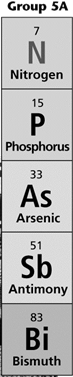 Group 5A
7
N
Nitrogen
15
P
Phosphorus
33
As
Arsenic
51
Sb
Antimony
83
Bi
Bismuth